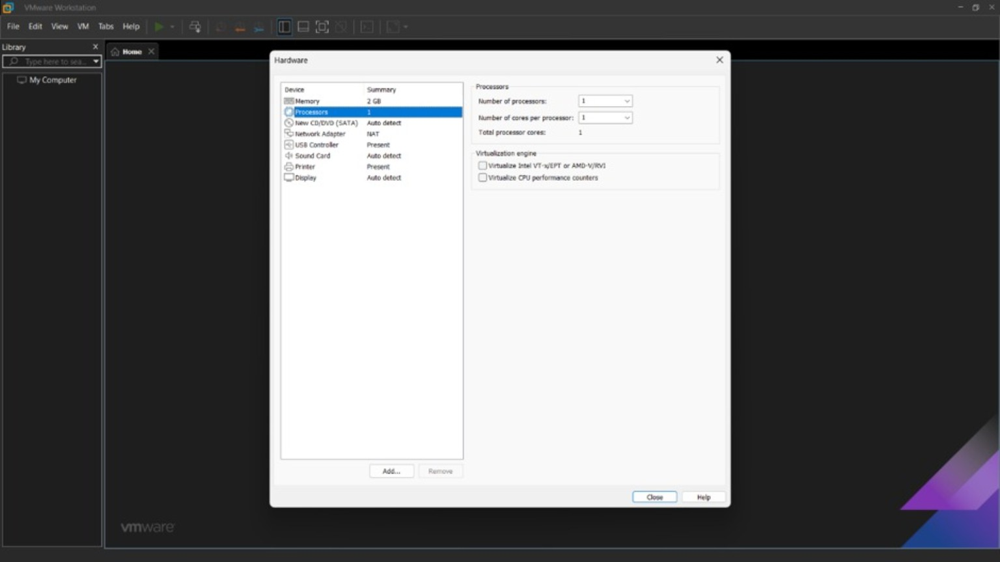 VMware Workstation
File Edit View VM Tabs Help
Library
Type here to sea...
My Computer
Home
Hardware
Device Summary
Memory 2 GB
Processors 1
New CD/DVD (SATA) Auto detect
Network Adapter NAT
USB Controller Present
Sound Card Auto detect
Printer Present
Display Auto detect
Add... Remove
Processors
Number of processors: 1
Number of cores per processor: 1
Total processor cores: 1
Virtualization engine
Virtualize Intel VT-x/EPT or AMD-V/RVI
Virtualize CPU performance counters
Close Help
vmware